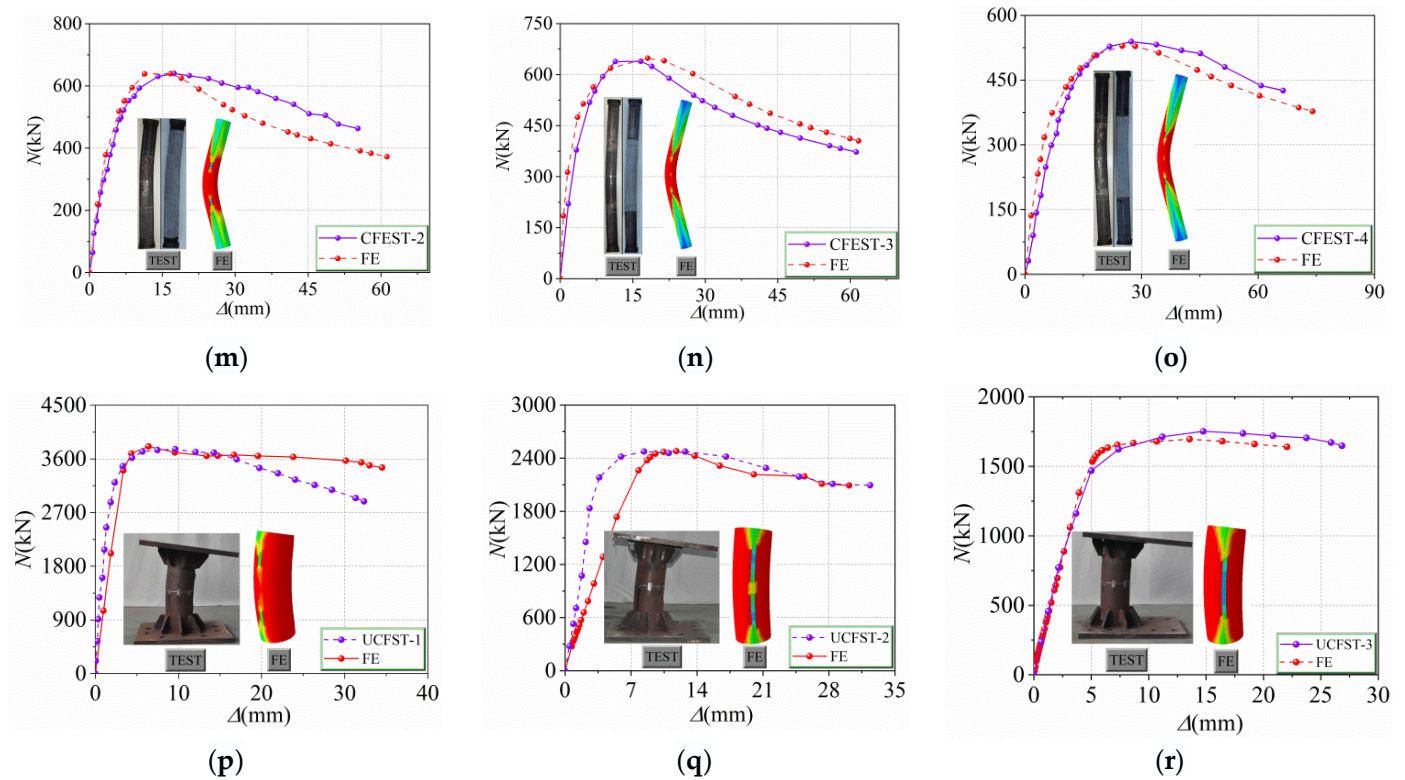 800
600
400
200
0
N(kN)
TEST
FE
CFEST-2
FE
0 15 30 45 60
Δ(mm)
(m)
750
600
450
300
150
0
N(kN)
TEST
FE
CFEST-3
FE
0 15 30 45 60
Δ(mm)
(n)
600
450
300
150
0
N(kN)
TEST
FE
CFEST-4
FE
0 30 60 90
Δ(mm)
(o)
4500
3600
2700
1800
900
0
N(kN)
TEST
FE
UCFST-1
FE
0 10 20 30 40
Δ(mm)
(p)
3000
2400
1800
1200
600
0
N(kN)
TEST
FE
UCFST-2
FE
0 7 14 21 28 35
Δ(mm)
(q)
2000
1500
1000
500
0
N(kN)
TEST
FE
UCFST-3
FE
0 5 10 15 20 25 30
Δ(mm)
(r)